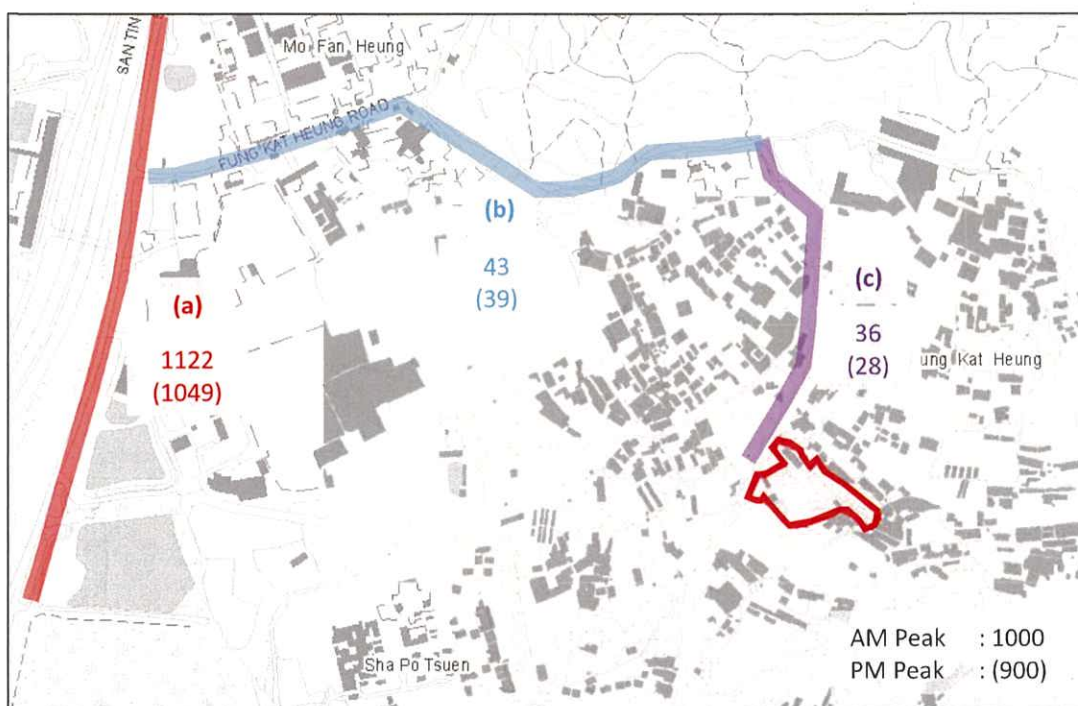 SAN TIN
Mo Fan Heung
FUNG KAT HEUNG ROAD
(b)
43
(39)
(a)
1122
(1049)
(c)
36
(28)
ung Kat Heung
Sha Po Tsuen
AM Peak : 1000
PM Peak : (900)